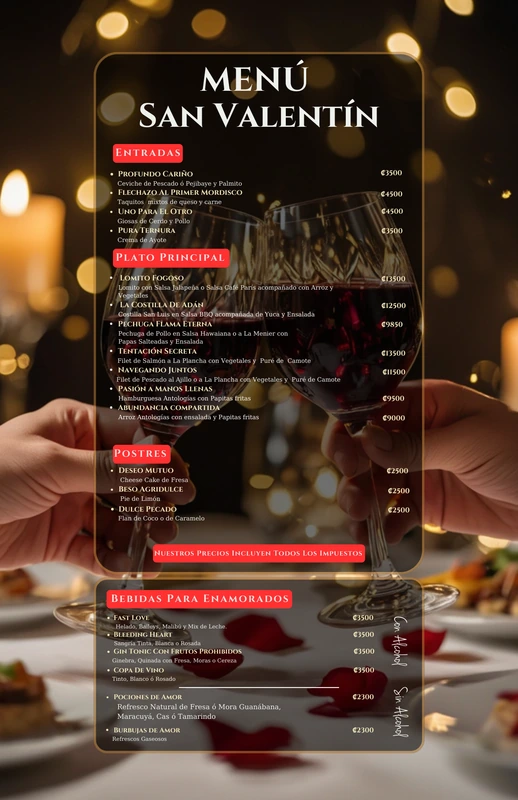 MENÚ
SAN VALENTÍN
ENTRADAS
• PROFUNDO CARIÑO ₡3500
Ceviche de Pescado ó Pejibaye y Palmito
• FLECHAZO AL PRIMER MORDISCO ₡4500
Taquitos mixtos de queso y carne
• UNO PARA EL OTRO ₡4500
Giosas de Cerdo y Pollo
• PURA TERNURA ₡3500
Crema de Ayote
PLATO PRINCIPAL
• LOMITO FOGOSO ₡13500
Lomito con Salsa Jalapeña o Salsa Café París acompañado con Arroz y
Vegetales
• LA COSTILLA DE ADÁN ₡12500
Costilla San Luis en Salsa BBQ acompañada de Yuca y Ensalada
• PECHUGA FLAMA ETERNA ₡9850
Pechuga de Pollo en Salsa Hawaiana o a La Menier con
Papas Salteadas y Ensalada
• TENTACIÓN SECRETA ₡13500
Filet de Salmón a La Plancha con Vegetales y Puré de Camote
• NAVEGANDO JUNTOS ₡11500
Filet de Pescado al Ajillo o a La Plancha con Vegetales y Puré de Camote
• PASIÓN A MANOS LLENAS ₡9500
Hamburguesa Antologías con Papitas fritas
• ABUNDANCIA COMPARTIDA ₡9000
Arroz Antologías con ensalada y Papitas fritas
POSTRES
• DESEO MUTUO ₡2500
Cheese Cake de Fresa
• BESO AGRIDULCE ₡2500
Pie de Limón
• DULCE PECADO ₡2500
Flan de Coco o de Caramelo
NUESTROS PRECIOS INCLUYEN TODOS LOS IMPUESTOS
BEBIDAS PARA ENAMORADOS
• FAST LOVE ₡3500
Helado, Baileys, Malibú y Mix de Leche.
• BLEEDING HEART ₡3500
Sangría Tinta, Blanca o Rosada
• GIN TONIC CON FRUTOS PROHIBIDOS ₡3500
Ginebra, Quinada con Fresa, Moras o Cereza
• COPA DE VINO ₡3500
Tinto, Blanco ó Rosado
Con Alcohol
• POCIONES DE AMOR ₡2300
Refresco Natural de Fresa ó Mora Guanábana,
Maracuyá, Cas ó Tamarindo
• BURBUJAS DE AMOR ₡2300
Refrescos Gaseosos
Sin Alcohol